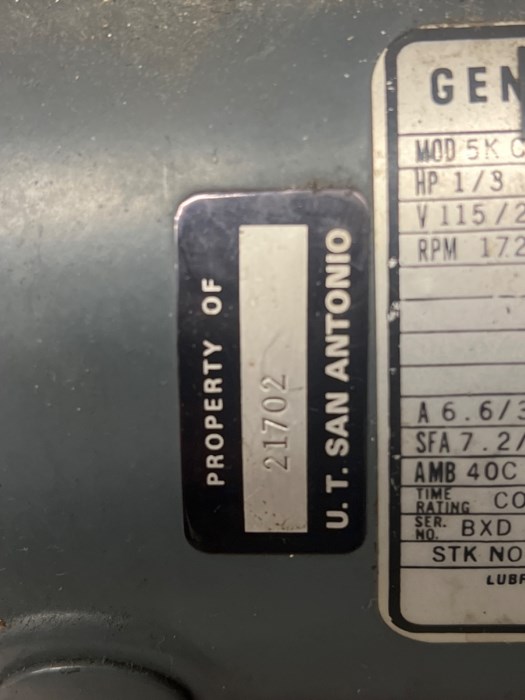 PROPERTY OF
21702
U. T. SAN ANTONIO
GEN
MOD 5K C
HP 1/3
V 115/2
RPM 172
A 6.6/3
SFA 7.2/
AMB 40C
TIME RATING CO
SER. NO. BXD
STK NO
LUBR